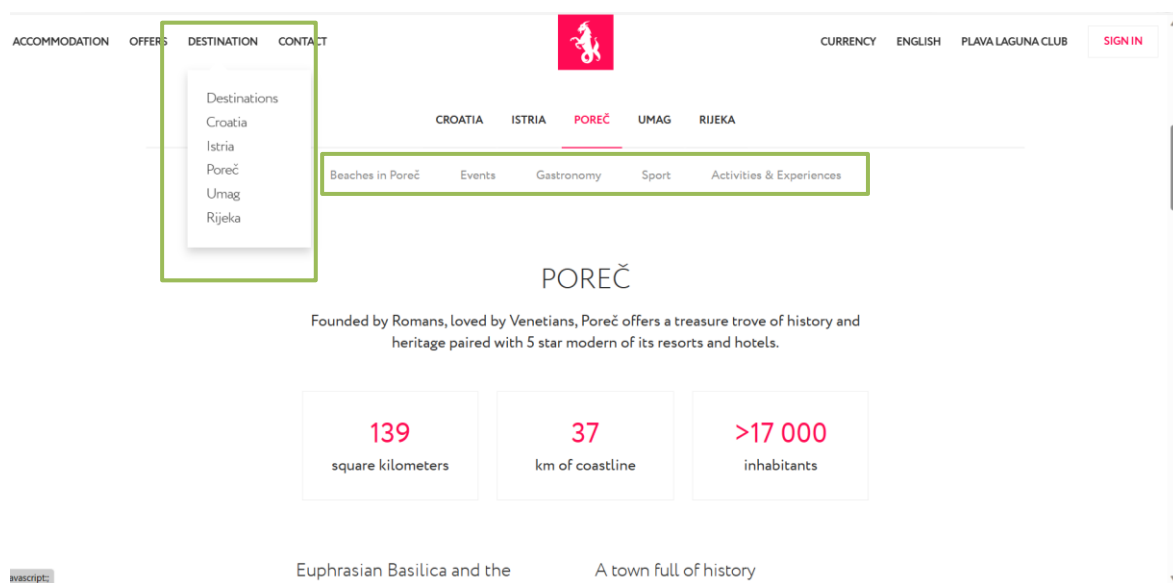 ACCOMMODATION OFFERS DESTINATION CONTACT CURRENCY ENGLISH PLAVA LAGUNA CLUB SIGN IN
Destinations
Croatia
Istria
Poreč
Umag
Rijeka
CROATIA ISTRIA POREČ UMAG RIJEKA
Beaches in Poreč Events Gastronomy Sport Activities & Experiences
POREČ
Founded by Romans, loved by Venetians, Poreč offers a treasure trove of history and
heritage paired with 5 star modern of its resorts and hotels.
139 37 >17 000
square kilometers km of coastline inhabitants
Euphrasian Basilica and the A town full of history
avascript:;